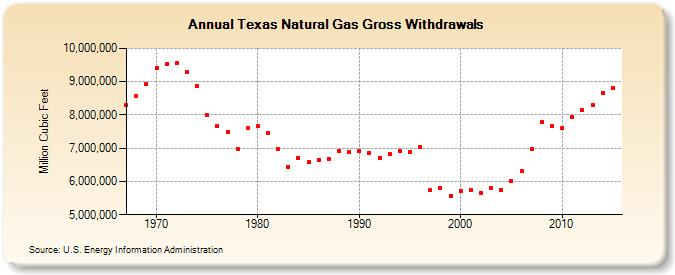 Annual Texas Natural Gas Gross Withdrawals
Million Cubic Feet
10,000,000
9,000,000
8,000,000
7,000,000
6,000,000
5,000,000
1970 1980 1990 2000 2010
Source: U.S. Energy Information Administration